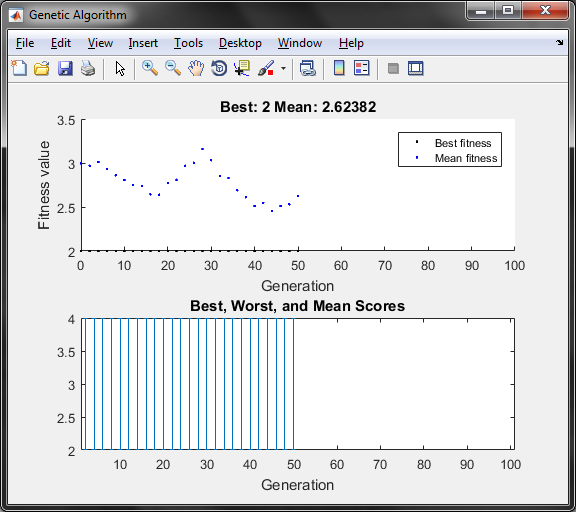 Genetic Algorithm
File Edit View Insert Tools Desktop Window Help
Best: 2 Mean: 2.62382
3.5
3
2.5
2
Fitness value
Best fitness
Mean fitness
0 10 20 30 40 50 60 70 80 90 100
Generation
Best, Worst, and Mean Scores
4
3.5
3
2.5
2
10 20 30 40 50 60 70 80 90 100
Generation